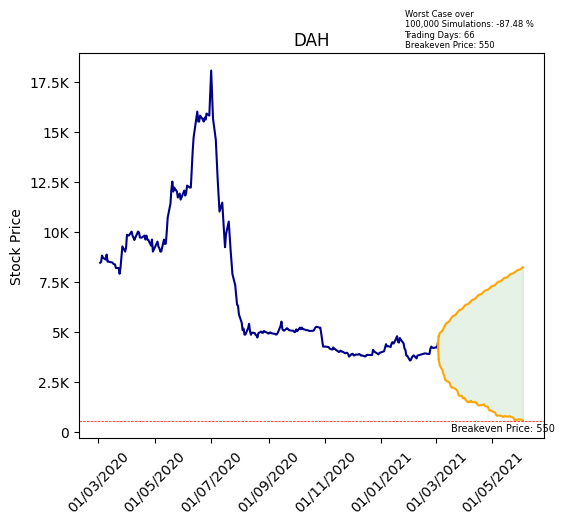 Worst Case over
100,000 Simulations: -87.48 %
Trading Days: 66
Breakeven Price: 550
DAH
Stock Price
17.5K
15K
12.5K
10K
7.5K
5K
2.5K
0
Breakeven Price: 550
01/03/2020
01/05/2020
01/07/2020
01/09/2020
01/11/2020
01/01/2021
01/03/2021
01/05/2021